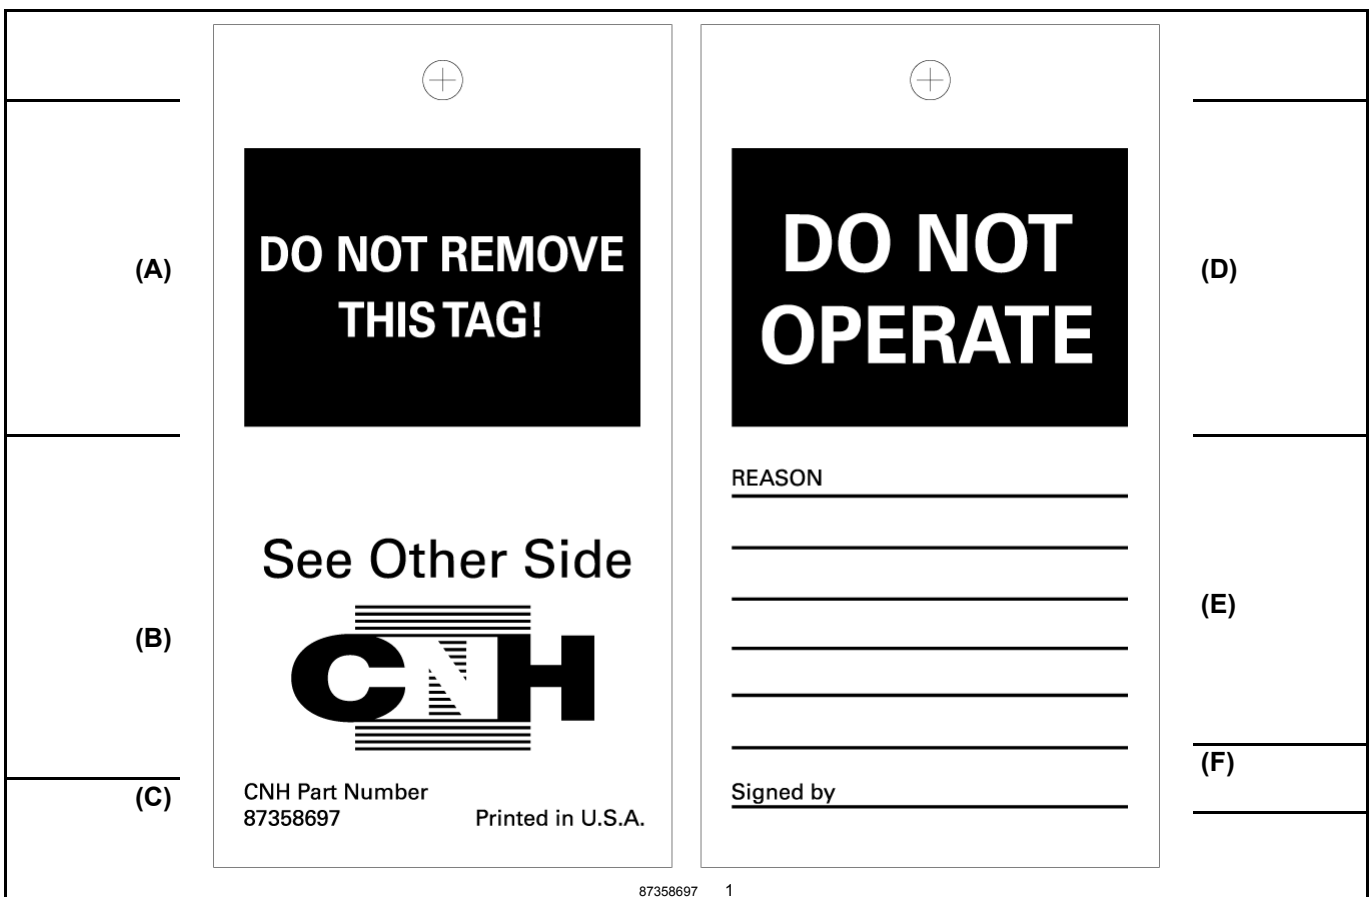 (A)
DO NOT REMOVE
THIS TAG!
(B)
See Other Side
CNH
(C)
CNH Part Number
87358697
Printed in U.S.A.
DO NOT
OPERATE
(D)
REASON
(E)
Signed by
(F)
87358697 1